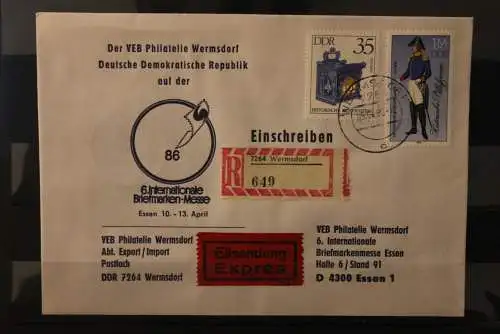 Der VEB Philatelie Wermsdorf
Deutsche Demokratische Republik
auf der
86
6.Internationale
Briefmarken-Messe
Essen 10. - 13. April
DDR
35
DDR
Einschreiben
R
7264 Wermsdorf
649
VEB Philatelie Wermsdorf
Abt. Export/Import
Postfach
DDR 7264 Wermsdorf
Eilsendung
Exprès
VEB Philatelie Wermsdorf
6. Internationale
Briefmarkenmesse Essen
Halle 6/Stand 91
D 4300 Essen 1